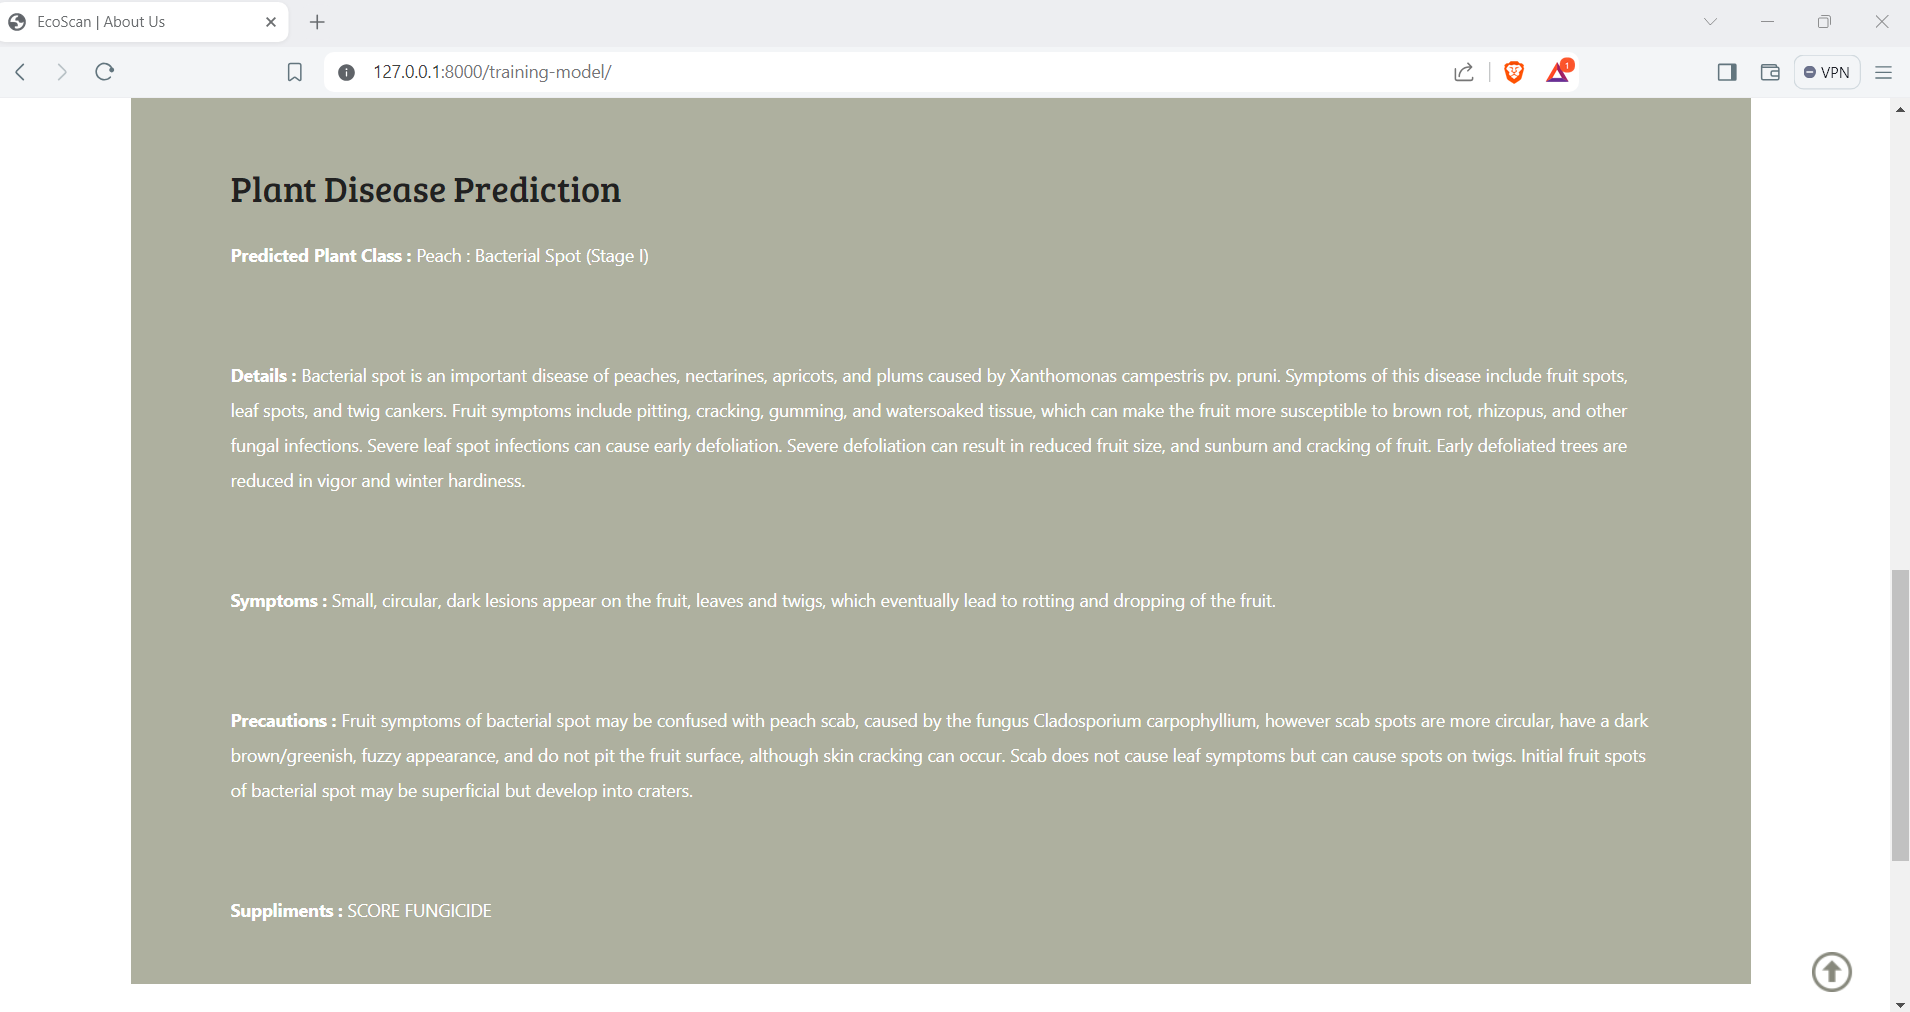 EcoScan | About Us
127.0.0.1:8000/training-model/
1
VPN
Plant Disease Prediction
Predicted Plant Class : Peach : Bacterial Spot (Stage I)
Details : Bacterial spot is an important disease of peaches, nectarines, apricots, and plums caused by Xanthomonas campestris pv. pruni. Symptoms of this disease include fruit spots,
leaf spots, and twig cankers. Fruit symptoms include pitting, cracking, gumming, and watersoaked tissue, which can make the fruit more susceptible to brown rot, rhizopus, and other
fungal infections. Severe leaf spot infections can cause early defoliation. Severe defoliation can result in reduced fruit size, and sunburn and cracking of fruit. Early defoliated trees are
reduced in vigor and winter hardiness.
Symptoms : Small, circular, dark lesions appear on the fruit, leaves and twigs, which eventually lead to rotting and dropping of the fruit.
Precautions : Fruit symptoms of bacterial spot may be confused with peach scab, caused by the fungus Cladosporium carpophyllium, however scab spots are more circular, have a dark
brown/greenish, fuzzy appearance, and do not pit the fruit surface, although skin cracking can occur. Scab does not cause leaf symptoms but can cause spots on twigs. Initial fruit spots
of bacterial spot may be superficial but develop into craters.
Suppliments : SCORE FUNGICIDE